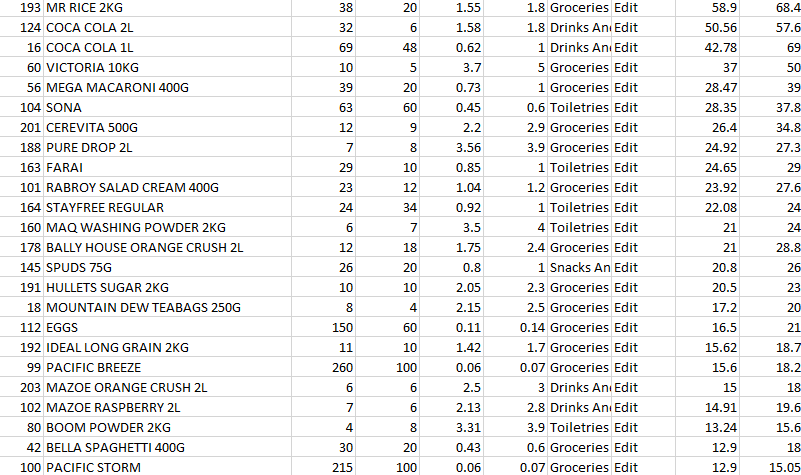 193 MR RICE 2KG 38 20 1.55 1.8 Groceries Edit 58.9 68.4
124 COCA COLA 2L 32 6 1.58 1.8 Drinks An Edit 50.56 57.6
16 COCA COLA 1L 69 48 0.62 1 Drinks An Edit 42.78 69
60 VICTORIA 10KG 10 5 3.7 5 Groceries Edit 37 50
56 MEGA MACARONI 400G 39 20 0.73 1 Groceries Edit 28.47 39
104 SONA 63 60 0.45 0.6 Toiletries Edit 28.35 37.8
201 CEREVITA 500G 12 9 2.2 2.9 Groceries Edit 26.4 34.8
188 PURE DROP 2L 7 8 3.56 3.9 Groceries Edit 24.92 27.3
163 FARAI 29 10 0.85 1 Toiletries Edit 24.65 29
101 RABROY SALAD CREAM 400G 23 12 1.04 1.2 Groceries Edit 23.92 27.6
164 STAYFREE REGULAR 24 34 0.92 1 Toiletries Edit 22.08 24
160 MAQ WASHING POWDER 2KG 6 7 3.5 4 Toiletries Edit 21 24
178 BALLY HOUSE ORANGE CRUSH 2L 12 18 1.75 2.4 Groceries Edit 21 28.8
145 SPUDS 75G 26 20 0.8 1 Snacks An Edit 20.8 26
191 HULLETS SUGAR 2KG 10 10 2.05 2.3 Groceries Edit 20.5 23
18 MOUNTAIN DEW TEABAGS 250G 8 4 2.15 2.5 Groceries Edit 17.2 20
112 EGGS 150 60 0.11 0.14 Groceries Edit 16.5 21
192 IDEAL LONG GRAIN 2KG 11 10 1.42 1.7 Groceries Edit 15.62 18.7
99 PACIFIC BREEZE 260 100 0.06 0.07 Groceries Edit 15.6 18.2
203 MAZOE ORANGE CRUSH 2L 6 6 2.5 3 Drinks An Edit 15 18
102 MAZOE RASPBERRY 2L 7 6 2.13 2.8 Drinks An Edit 14.91 19.6
80 BOOM POWDER 2KG 4 8 3.31 3.9 Toiletries Edit 13.24 15.6
42 BELLA SPAGHETTI 400G 30 20 0.43 0.6 Groceries Edit 12.9 18
100 PACIFIC STORM 215 100 0.06 0.07 Groceries Edit 12.9 15.05